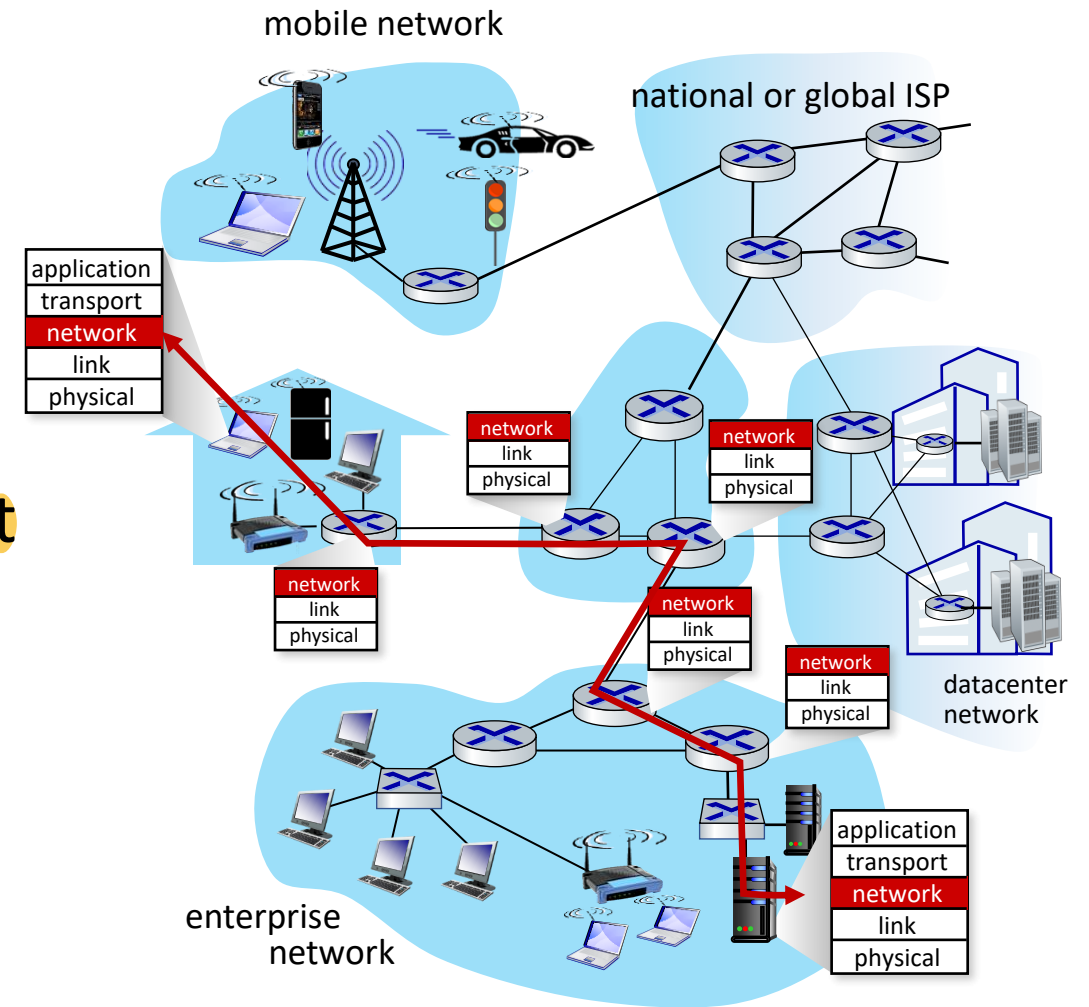 mobile network
national or global ISP
application
transport
network
link
physical
network
link
physical
network
link
physical
t
network
link
physical
network
link
physical
network
link
physical
datacenter
network
application
transport
network
link
physical
enterprise
network